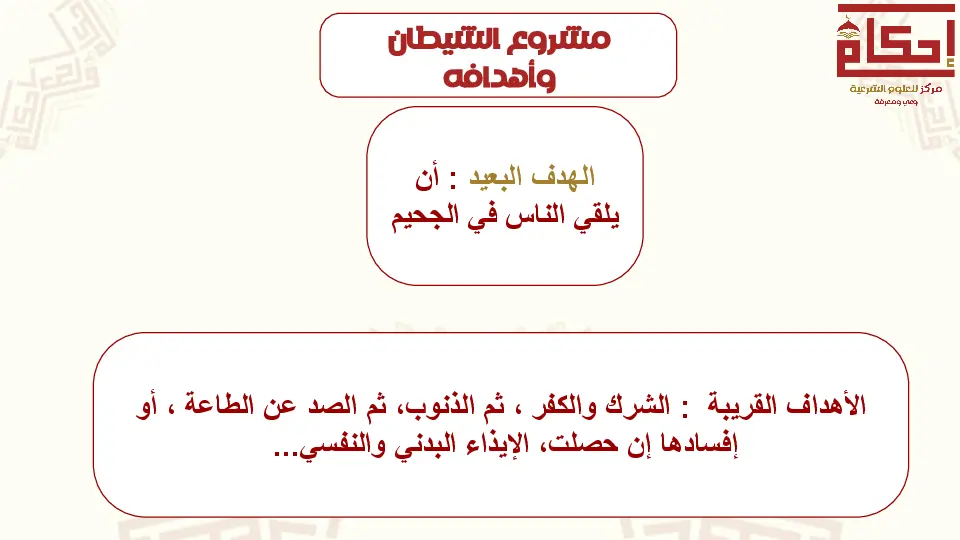 مشروع الشيطان
وأهدافه
إحكام
مركز للعلوم الشرعية
وعي ومعرفة
الهدف البعيد : أن
يلقي الناس في الجحيم
الأهداف القريبة : الشرك والكفر ، ثم الذنوب، ثم الصد عن الطاعة ، أو
إفسادها إن حصلت، الإيذاء البدني والنفسي...